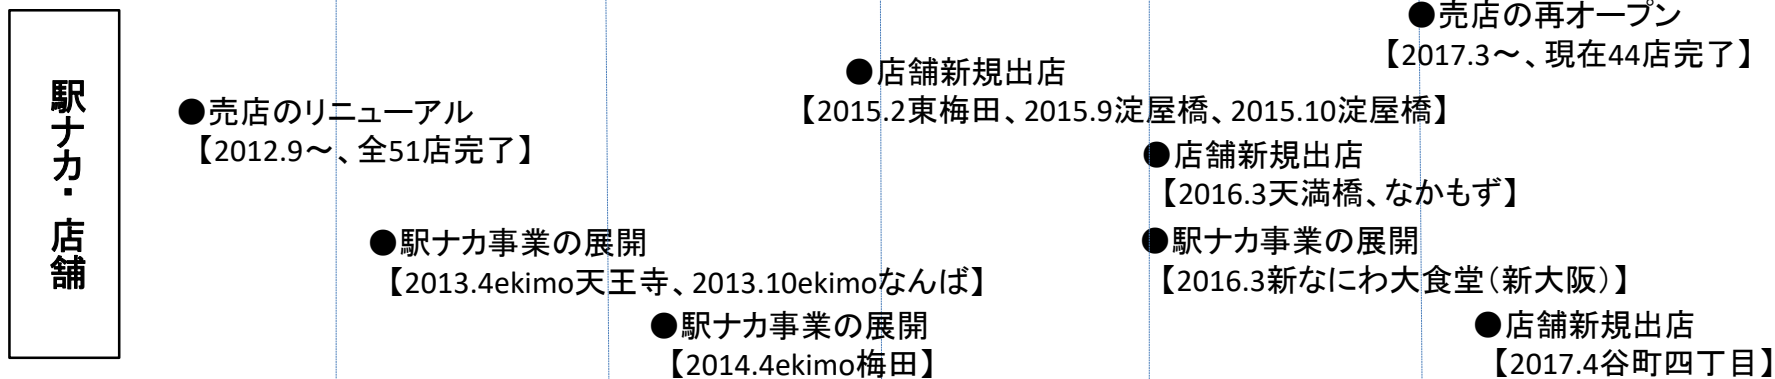 駅ナカ・店舗
●売店のリニューアル
【2012.9～、全51店完了】
●駅ナカ事業の展開
【2013.4ekimo天王寺、2013.10ekimoなんば】
●駅ナカ事業の展開
【2014.4ekimo梅田】
●店舗新規出店
【2015.2東梅田、2015.9淀屋橋、2015.10淀屋橋】
●店舗新規出店
【2016.3天満橋、なかもず】
●駅ナカ事業の展開
【2016.3新なにわ大食堂（新大阪）】
●売店の再オープン
【2017.3～、現在44店完了】
●店舗新規出店
【2017.4谷町四丁目】